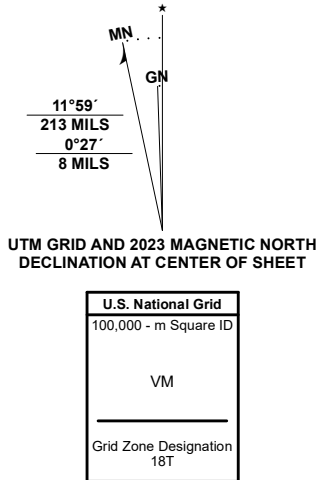 ★
MN
GN
11°59´
213 MILS
0°27´
8 MILS
UTM GRID AND 2023 MAGNETIC NORTH
DECLINATION AT CENTER OF SHEET
U.S. National Grid
100,000 - m Square ID
VM
Grid Zone Designation
18T